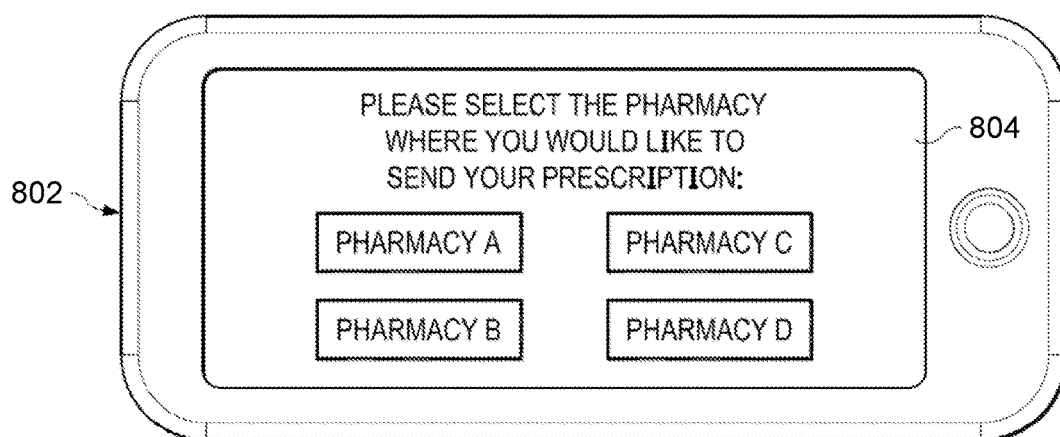 PLEASE SELECT THE PHARMACY
WHERE YOU WOULD LIKE TO
SEND YOUR PRESCRIPTION:
804
802
PHARMACY A
PHARMACY C
PHARMACY B
PHARMACY D